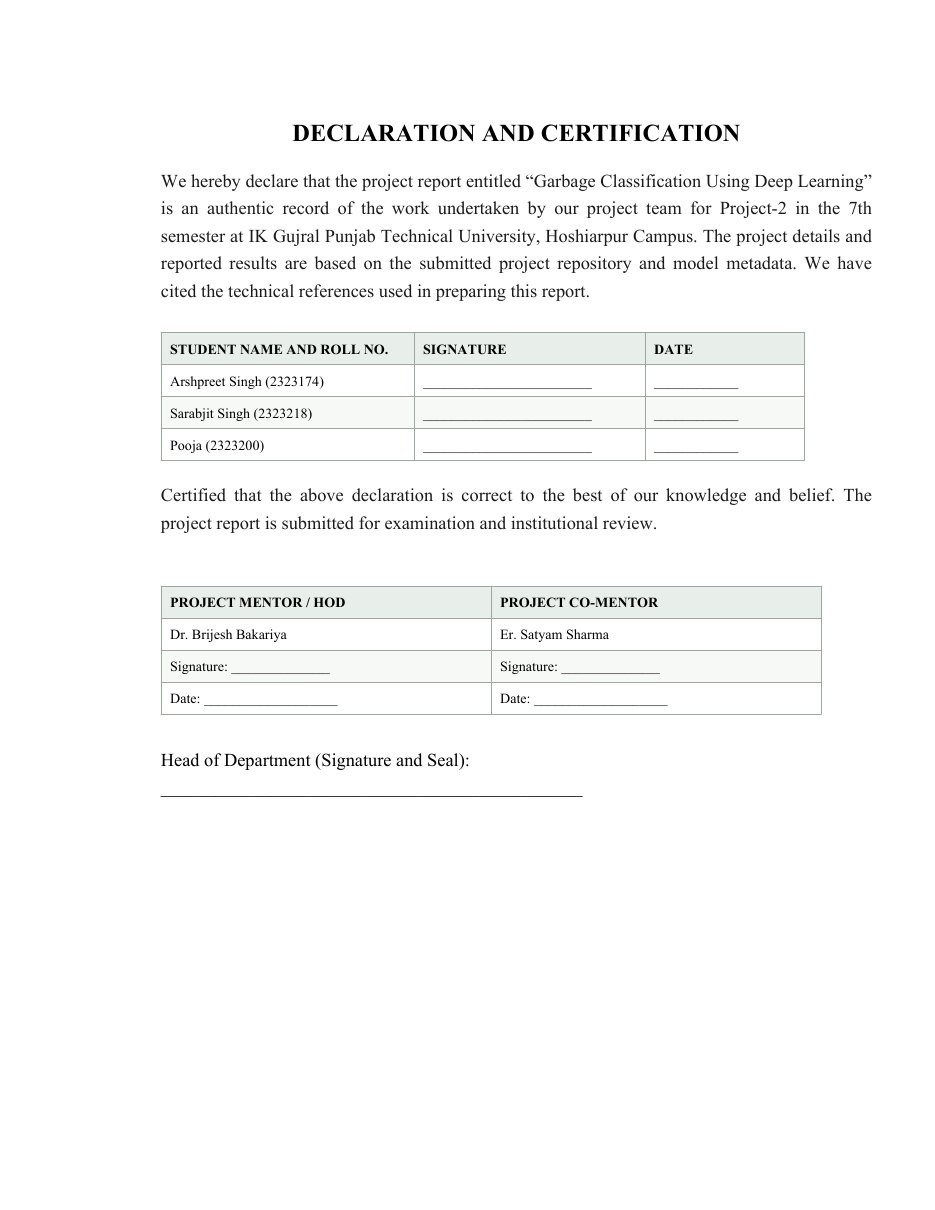 DECLARATION AND CERTIFICATION
We hereby declare that the project report entitled “Garbage Classification Using Deep Learning”
is an authentic record of the work undertaken by our project team for Project-2 in the 7th
semester at IK Gujral Punjab Technical University, Hoshiarpur Campus. The project details and
reported results are based on the submitted project repository and model metadata. We have
cited the technical references used in preparing this report.
STUDENT NAME AND ROLL NO. SIGNATURE DATE
Arshpreet Singh (2323174) ________________________ ____________
Sarabjit Singh (2323218) ________________________ ____________
Pooja (2323200) ________________________ ____________
Certified that the above declaration is correct to the best of our knowledge and belief. The
project report is submitted for examination and institutional review.
PROJECT MENTOR / HOD PROJECT CO-MENTOR
Dr. Brijesh Bakariya Er. Satyam Sharma
Signature: ______________ Signature: ______________
Date: ___________________ Date: ___________________
Head of Department (Signature and Seal):
_______________________________________________